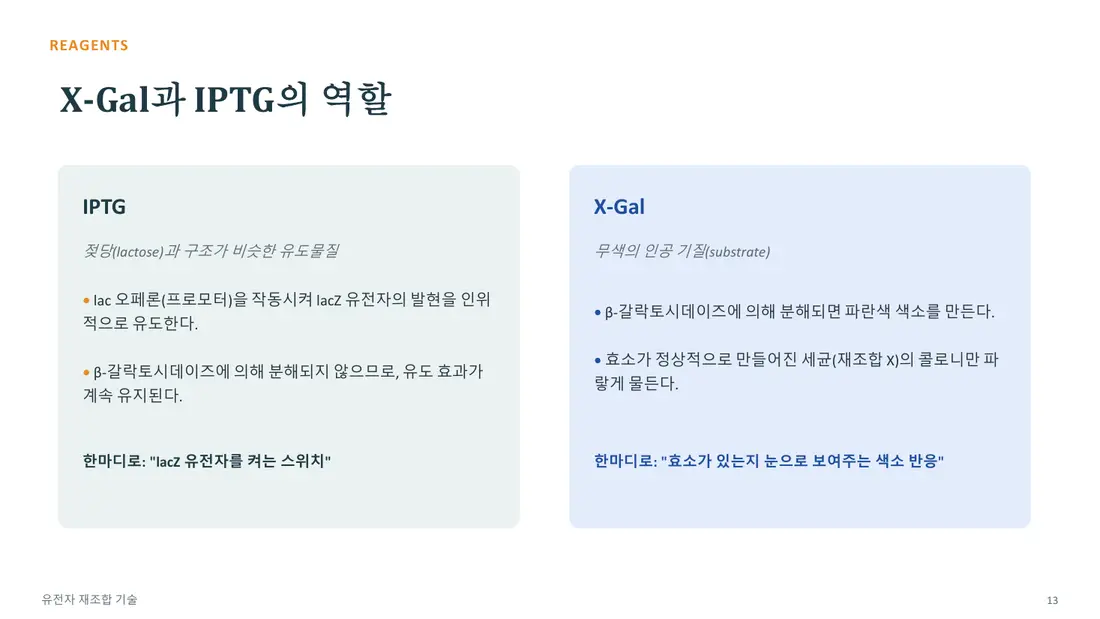 REAGENTS
X-Gal과 IPTG의 역할
IPTG
젖당(lactose)과 구조가 비슷한 유도물질
• lac 오페론(프로모터)을 작동시켜 lacZ 유전자의 발현을 인위
적으로 유도한다.
• β-갈락토시데이즈에 의해 분해되지 않으므로, 유도 효과가
계속 유지된다.
한마디로: "lacZ 유전자를 켜는 스위치"
X-Gal
무색의 인공 기질(substrate)
• β-갈락토시데이즈에 의해 분해되면 파란색 색소를 만든다.
• 효소가 정상적으로 만들어진 세균(재조합 X)의 콜로니만 파
랗게 물든다.
한마디로: "효소가 있는지 눈으로 보여주는 색소 반응"
유전자 재조합 기술
13